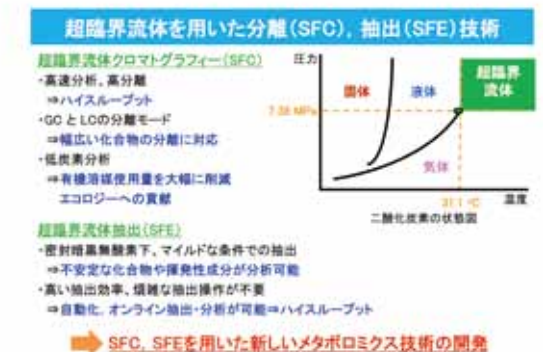 超臨界流体を用いた分離(SFC)，抽出(SFE)技術
超臨界流体クロマトグラフィー(SFC)
・高速分析、高分離
⇒ハイスループット
・GC とLCの分離モード
⇒幅広い化合物の分離に対応
・低炭素分析
⇒有機溶媒使用量を大幅に削減
エコロジーへの貢献
圧力
固体
液体
超臨界
流体
7.38 MPa
気体
31.1 ℃
温度
二酸化炭素の状態図
超臨界流体抽出(SFE)
・密封暗黒無酸素下、マイルドな条件での抽出
⇒不安定な化合物や揮発性成分が分析可能
・高い抽出効率、煩雑な抽出操作が不要
⇒自動化，オンライン抽出・分析が可能⇒ハイスループット
SFC，SFEを用いた新しいメタボロミクス技術の開発